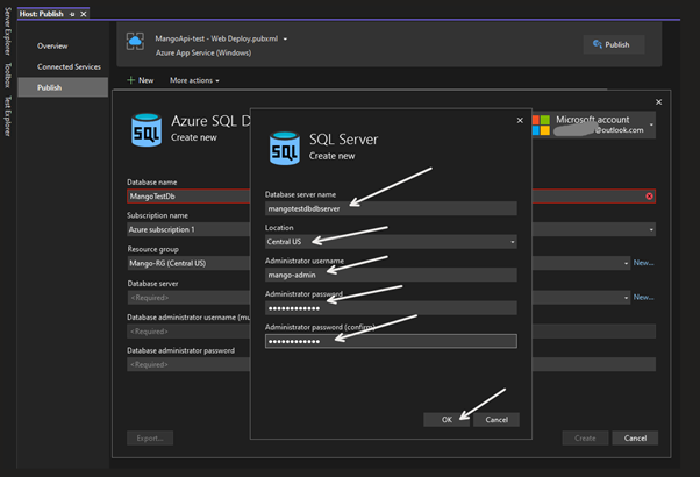 Host: Publish
Server Explorer
Toolbox
Test Explorer
Overview
Connected Services
Publish
MangoApi-test - Web Deploy.pubxml •
Azure App Service (Windows)
Publish
New
More actions
SQL
Azure SQL D
Create new
Microsoft account
@outlook.com
Database name
MangoTestDb
Subscription name
Azure subscription 1
Resource group
Mango-RG (Central US)
New...
Database server
<Required>
New...
Database administrator username (mu
<Required>
Database administrator password
<Required>
Export...
Create
Cancel
SQL
SQL Server
Create new
Database server name
mangotestdbdbserver
Location
Central US
Administrator username
mango-admin
Administrator password
Administrator password (confirm)
OK
Cancel